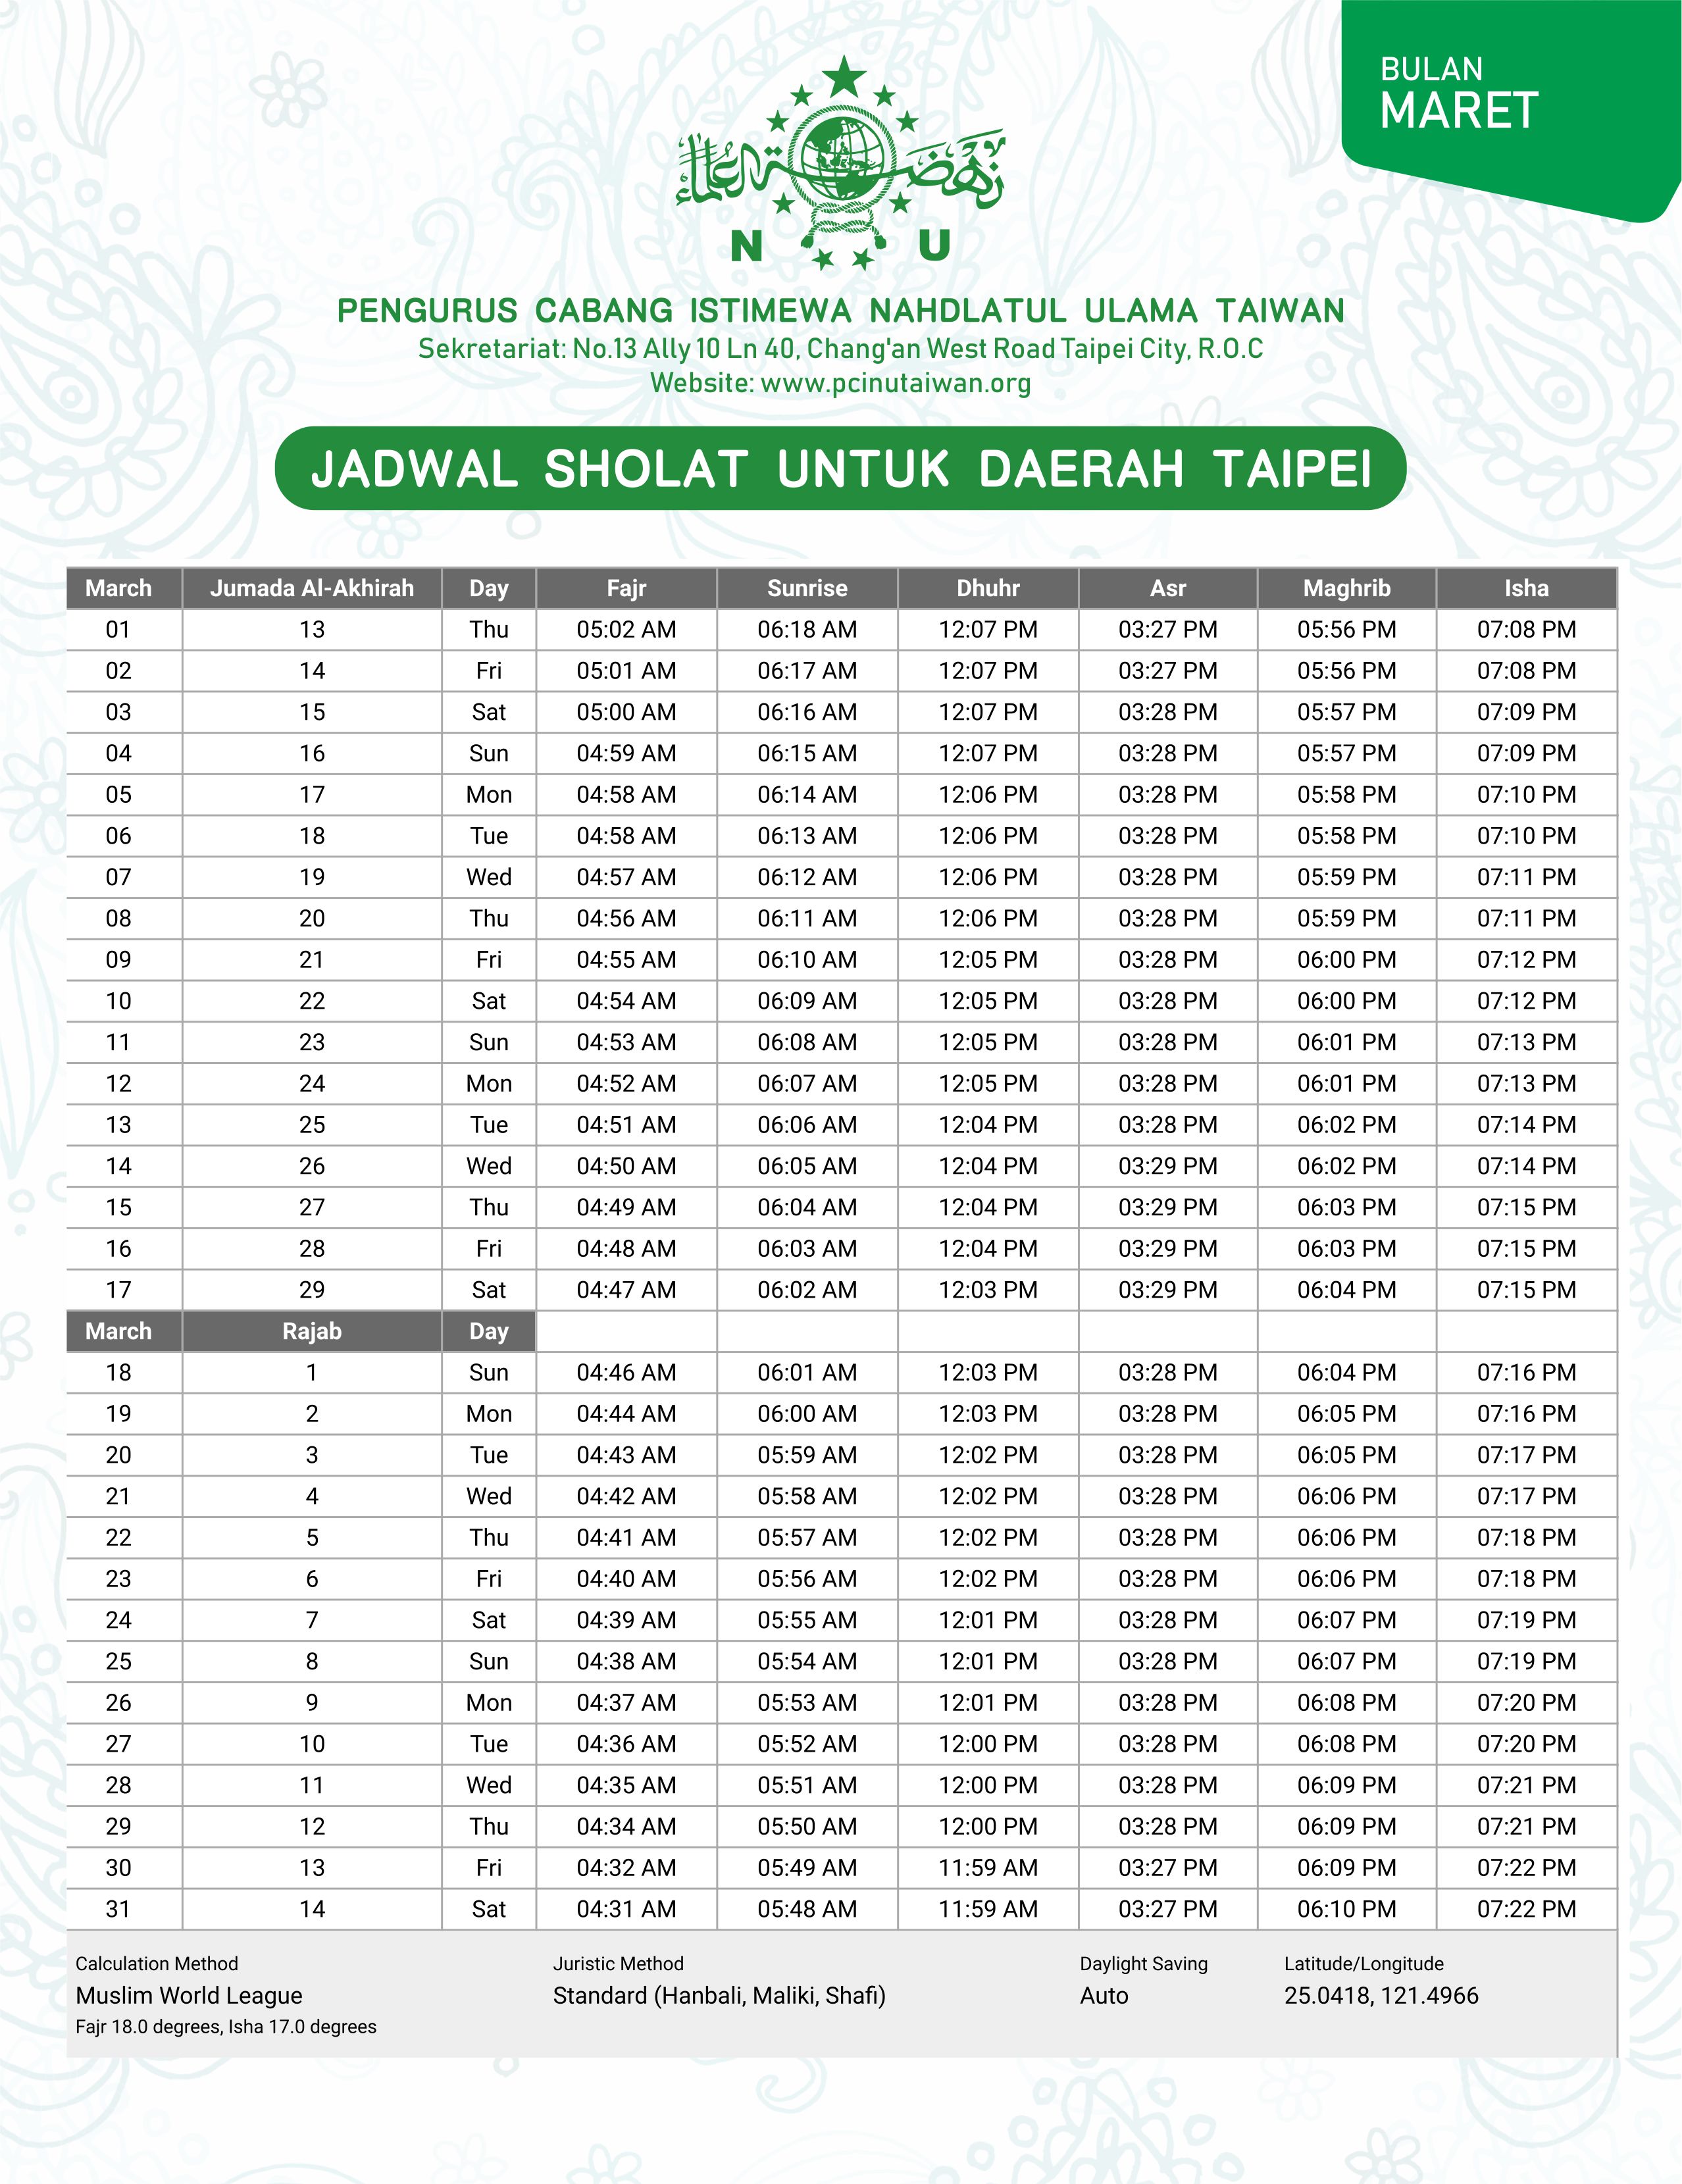 BULAN
MARET
نهضة العلماء
N U
PENGURUS CABANG ISTIMEWA NAHDLATUL ULAMA TAIWAN
Sekretariat: No.13 Ally 10 Ln 40, Chang'an West Road Taipei City, R.O.C
Website: www.pcinutaiwan.org
JADWAL SHOLAT UNTUK DAERAH TAIPEI
March Jumada Al-Akhirah Day Fajr Sunrise Dhuhr Asr Maghrib Isha
01 13 Thu 05:02 AM 06:18 AM 12:07 PM 03:27 PM 05:56 PM 07:08 PM
02 14 Fri 05:01 AM 06:17 AM 12:07 PM 03:27 PM 05:56 PM 07:08 PM
03 15 Sat 05:00 AM 06:16 AM 12:07 PM 03:28 PM 05:57 PM 07:09 PM
04 16 Sun 04:59 AM 06:15 AM 12:07 PM 03:28 PM 05:57 PM 07:09 PM
05 17 Mon 04:58 AM 06:14 AM 12:06 PM 03:28 PM 05:58 PM 07:10 PM
06 18 Tue 04:58 AM 06:13 AM 12:06 PM 03:28 PM 05:58 PM 07:10 PM
07 19 Wed 04:57 AM 06:12 AM 12:06 PM 03:28 PM 05:59 PM 07:11 PM
08 20 Thu 04:56 AM 06:11 AM 12:06 PM 03:28 PM 05:59 PM 07:11 PM
09 21 Fri 04:55 AM 06:10 AM 12:05 PM 03:28 PM 06:00 PM 07:12 PM
10 22 Sat 04:54 AM 06:09 AM 12:05 PM 03:28 PM 06:00 PM 07:12 PM
11 23 Sun 04:53 AM 06:08 AM 12:05 PM 03:28 PM 06:01 PM 07:13 PM
12 24 Mon 04:52 AM 06:07 AM 12:05 PM 03:28 PM 06:01 PM 07:13 PM
13 25 Tue 04:51 AM 06:06 AM 12:04 PM 03:28 PM 06:02 PM 07:14 PM
14 26 Wed 04:50 AM 06:05 AM 12:04 PM 03:29 PM 06:02 PM 07:14 PM
15 27 Thu 04:49 AM 06:04 AM 12:04 PM 03:29 PM 06:03 PM 07:15 PM
16 28 Fri 04:48 AM 06:03 AM 12:04 PM 03:29 PM 06:03 PM 07:15 PM
17 29 Sat 04:47 AM 06:02 AM 12:03 PM 03:29 PM 06:04 PM 07:15 PM
March Rajab Day
18 1 Sun 04:46 AM 06:01 AM 12:03 PM 03:28 PM 06:04 PM 07:16 PM
19 2 Mon 04:44 AM 06:00 AM 12:03 PM 03:28 PM 06:05 PM 07:16 PM
20 3 Tue 04:43 AM 05:59 AM 12:02 PM 03:28 PM 06:05 PM 07:17 PM
21 4 Wed 04:42 AM 05:58 AM 12:02 PM 03:28 PM 06:06 PM 07:17 PM
22 5 Thu 04:41 AM 05:57 AM 12:02 PM 03:28 PM 06:06 PM 07:18 PM
23 6 Fri 04:40 AM 05:56 AM 12:02 PM 03:28 PM 06:06 PM 07:18 PM
24 7 Sat 04:39 AM 05:55 AM 12:01 PM 03:28 PM 06:07 PM 07:19 PM
25 8 Sun 04:38 AM 05:54 AM 12:01 PM 03:28 PM 06:07 PM 07:19 PM
26 9 Mon 04:37 AM 05:53 AM 12:01 PM 03:28 PM 06:08 PM 07:20 PM
27 10 Tue 04:36 AM 05:52 AM 12:00 PM 03:28 PM 06:08 PM 07:20 PM
28 11 Wed 04:35 AM 05:51 AM 12:00 PM 03:28 PM 06:09 PM 07:21 PM
29 12 Thu 04:34 AM 05:50 AM 12:00 PM 03:28 PM 06:09 PM 07:21 PM
30 13 Fri 04:32 AM 05:49 AM 11:59 AM 03:27 PM 06:09 PM 07:22 PM
31 14 Sat 04:31 AM 05:48 AM 11:59 AM 03:27 PM 06:10 PM 07:22 PM
Calculation Method Juristic Method Daylight Saving Latitude/Longitude
Muslim World League Standard (Hanbali, Maliki, Shafi) Auto 25.0418, 121.4966
Fajr 18.0 degrees, Isha 17.0 degrees